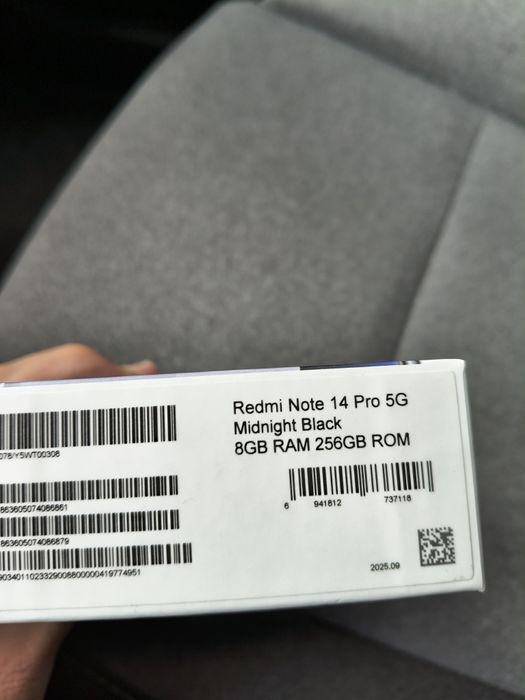 Redmi Note 14 Pro 5G
Midnight Black
8GB RAM 256GB ROM
078/Y5WT00308
863605074086861
863605074086879
6 941812 737118
9034011023329008800000419774951
2025.09